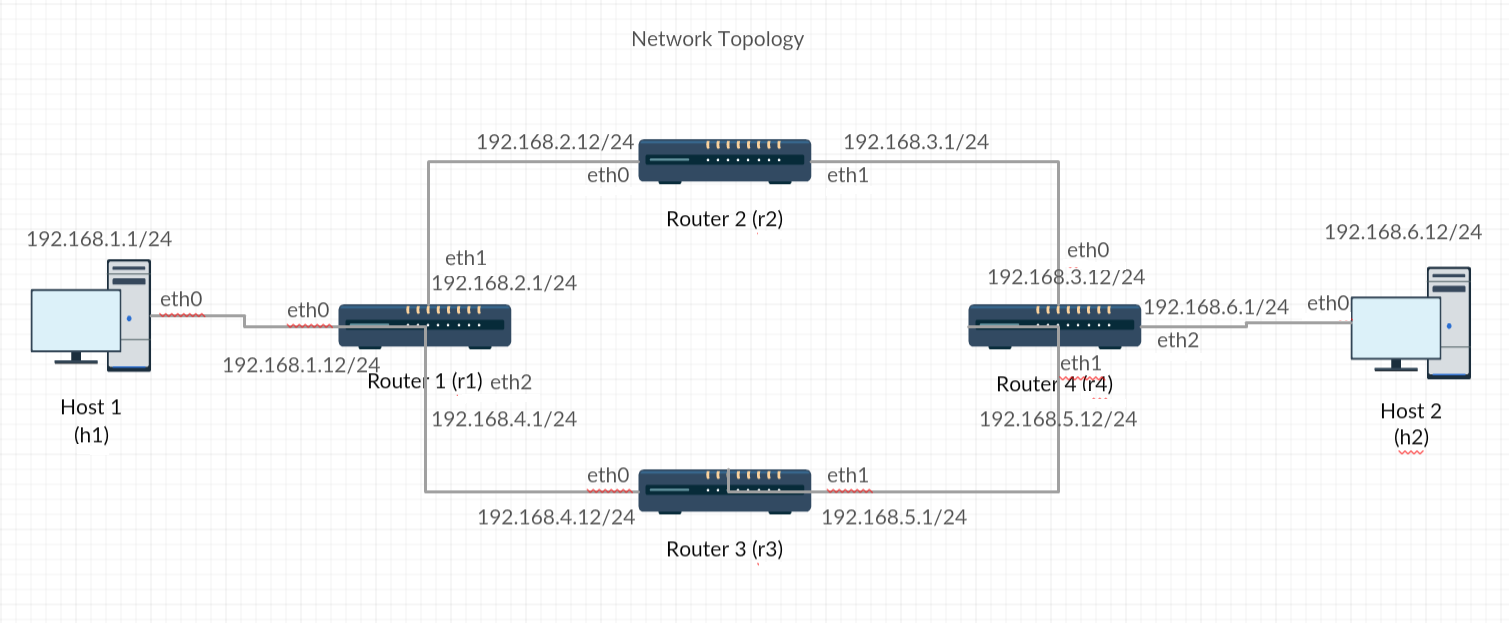 Network Topology
192.168.2.12/24
192.168.3.1/24
eth0
eth1
Router 2 (r2)
192.168.1.1/24
192.168.6.12/24
eth1
192.168.2.1/24
eth0
192.168.3.12/24
eth0
eth0
192.168.6.1/24
eth0
eth2
192.168.1.12/24
Router 1 (r1)
eth2
eth1
Router 4 (r4)
Host 1
(h1)
Host 2
(h2)
192.168.4.1/24
192.168.5.12/24
eth0
eth1
192.168.4.12/24
192.168.5.1/24
Router 3 (r3)